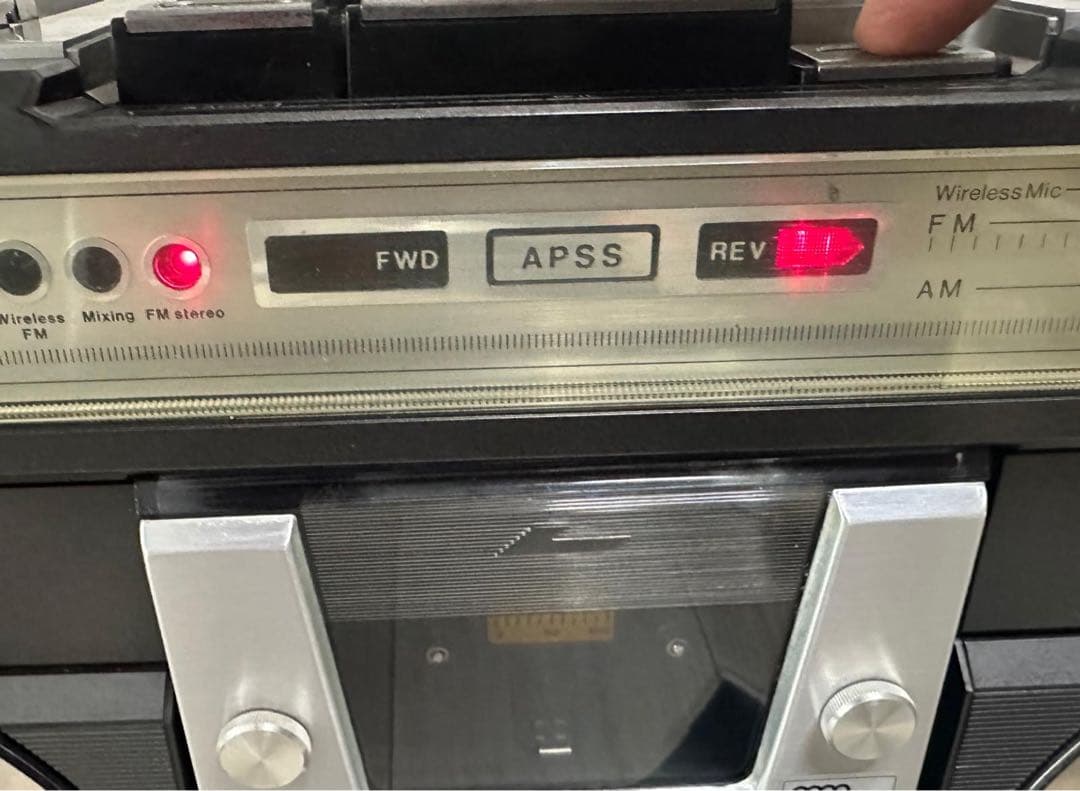 Wireless Mic
FM
FWD
APSS
REV
AM
Wireless
FM
Mixing
FM stereo